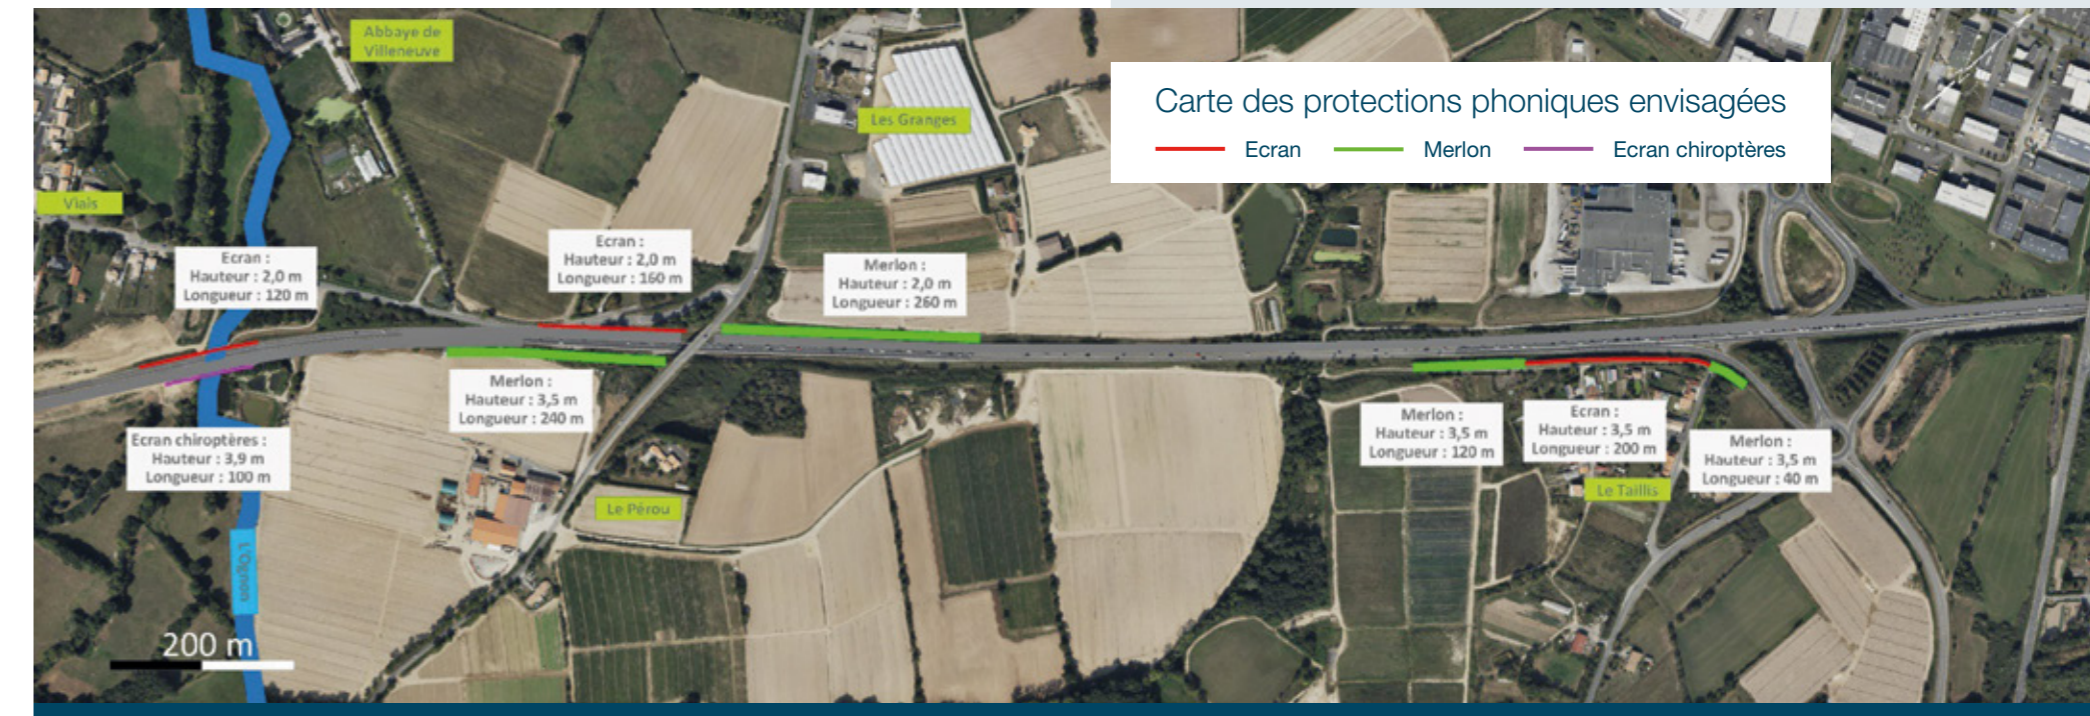 Abbaye de
Villeneuve
Les Granges
Carte des protections phoniques envisagées
Ecran
Merlon
Ecran chiroptères
Viais
Ecran :
Hauteur : 2,0 m
Longueur : 120 m
Ecran :
Hauteur : 2,0 m
Longueur : 160 m
Merlon :
Hauteur : 2,0 m
Longueur : 260 m
Merlon :
Hauteur : 3,5 m
Longueur : 240 m
Ecran chiroptères :
Hauteur : 3,9 m
Longueur : 100 m
Merlon :
Hauteur : 3,5 m
Longueur : 120 m
Ecran :
Hauteur : 3,5 m
Longueur : 200 m
Merlon :
Hauteur : 3,5 m
Longueur : 40 m
Le Taillis
Le Pérou
L'Ognon
200 m